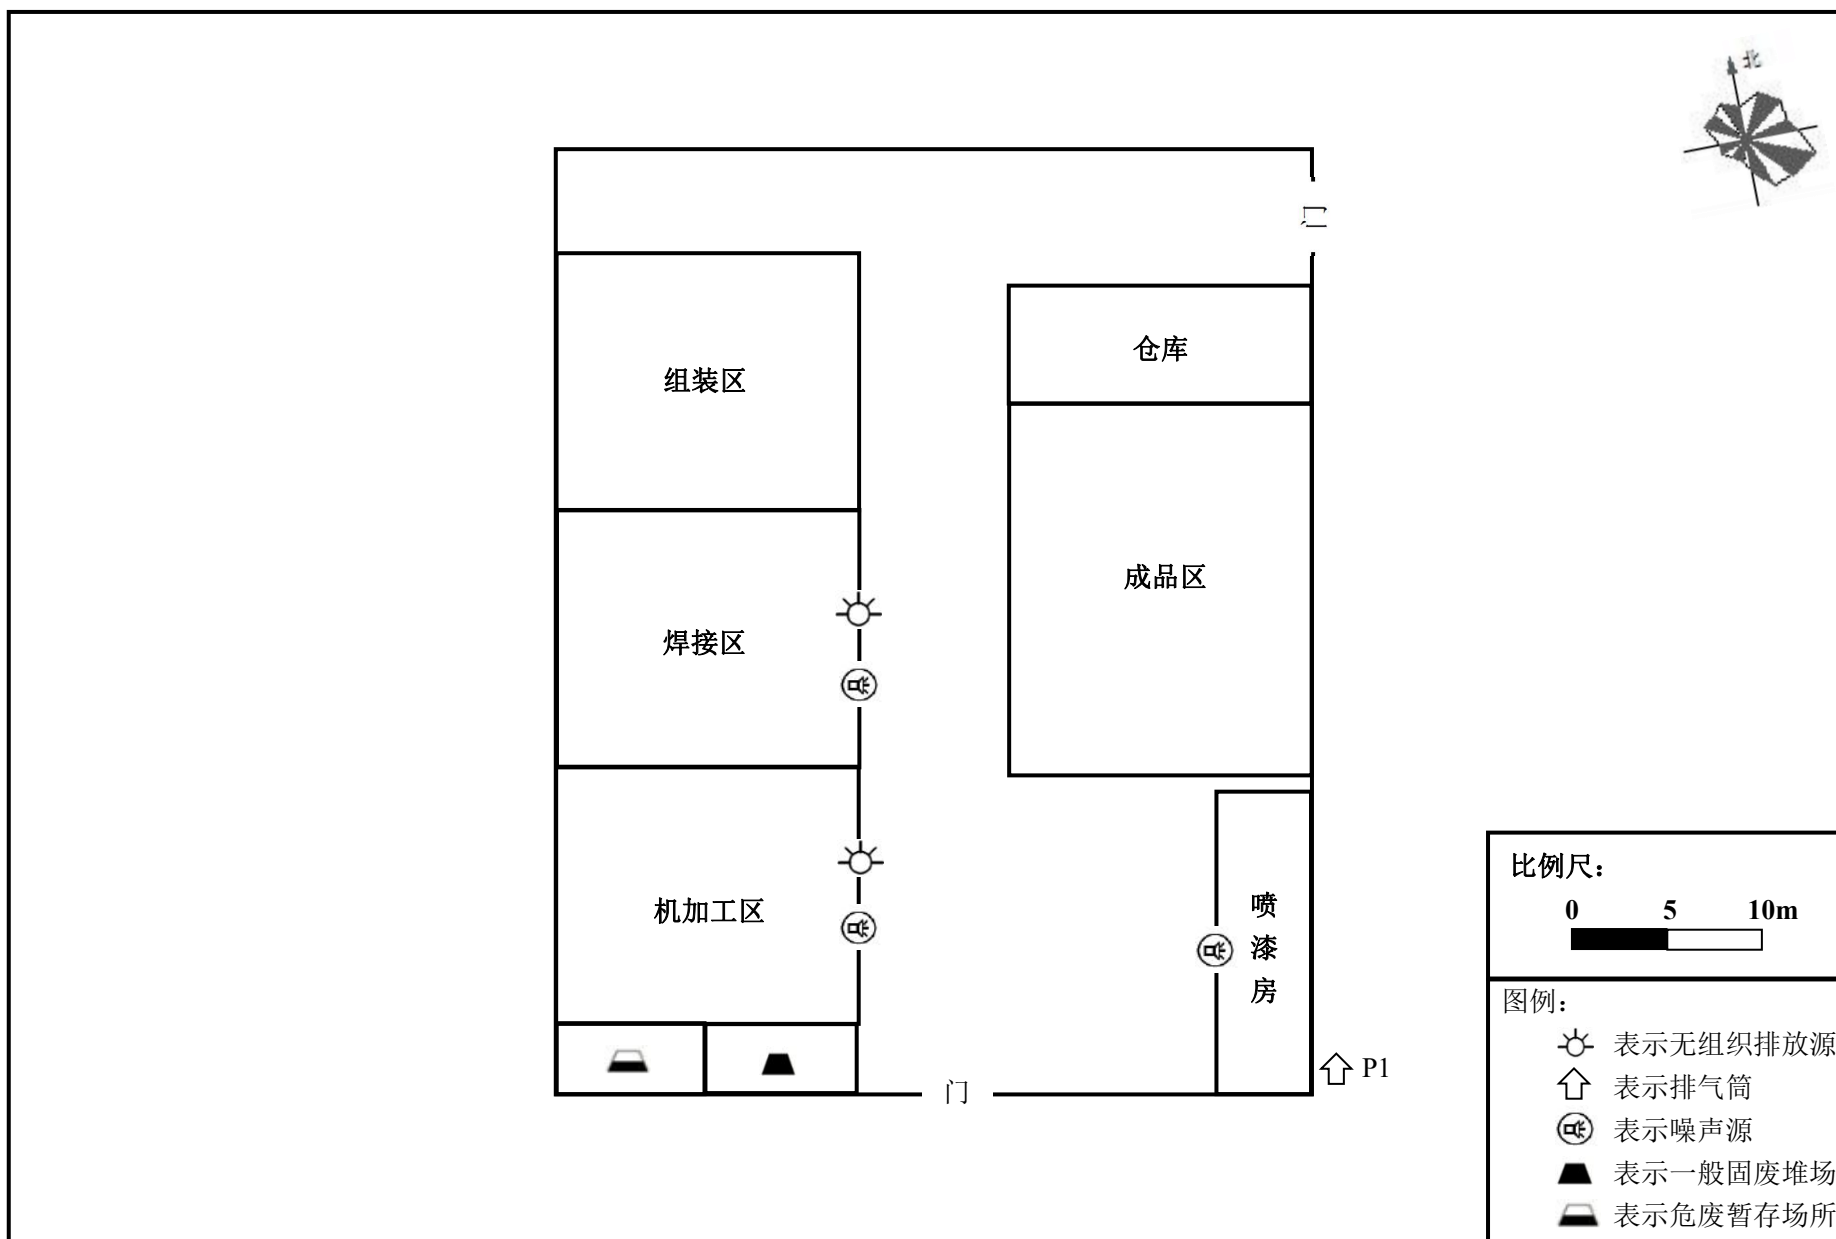 北
门
仓库
组装区
成品区
焊接区
机加工区
喷
漆
房
P1
门
比例尺：
0 5 10m
图例：
表示无组织排放源
表示排气筒
表示噪声源
表示一般固废堆场
表示危废暂存场所